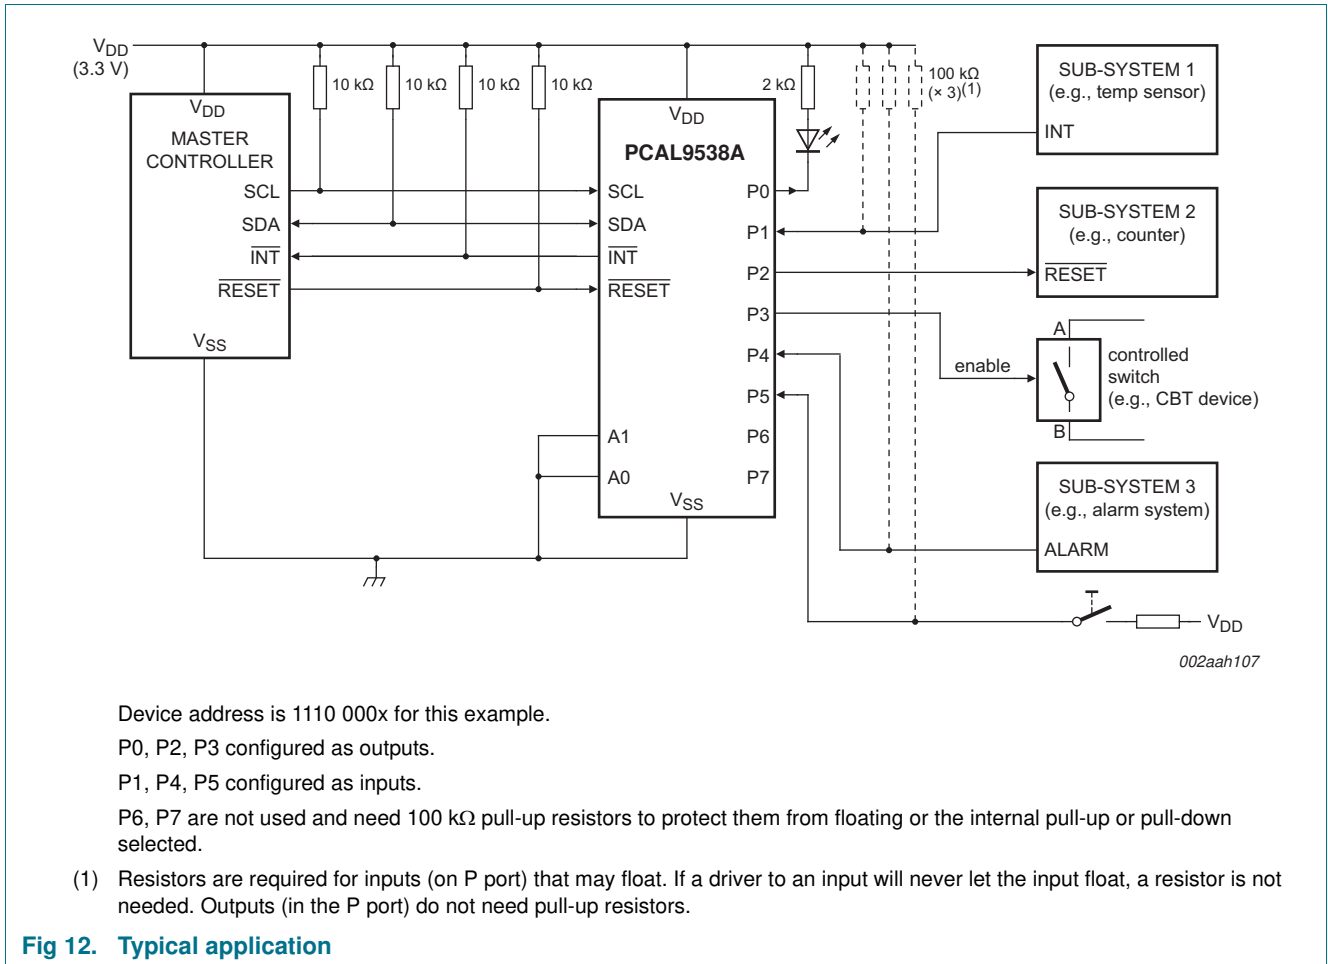 VDD
(3.3 V)
10 kΩ
10 kΩ
10 kΩ
10 kΩ
2 kΩ
100 kΩ
(× 3)(1)
VDD
MASTER
CONTROLLER
SCL
SDA
INT
RESET
VSS
VDD
PCAL9538A
SCL
SDA
INT
RESET
A1
A0
VSS
P0
P1
P2
P3
P4
P5
P6
P7
SUB-SYSTEM 1
(e.g., temp sensor)
INT
SUB-SYSTEM 2
(e.g., counter)
RESET
A
enable
controlled
switch
(e.g., CBT device)
B
SUB-SYSTEM 3
(e.g., alarm system)
ALARM
VDD
002aah107
Device address is 1110 000x for this example.
P0, P2, P3 configured as outputs.
P1, P4, P5 configured as inputs.
P6, P7 are not used and need 100 kΩ pull-up resistors to protect them from floating or the internal pull-up or pull-down
selected.
(1) Resistors are required for inputs (on P port) that may float. If a driver to an input will never let the input float, a resistor is not
needed. Outputs (in the P port) do not need pull-up resistors.
Fig 12. Typical application